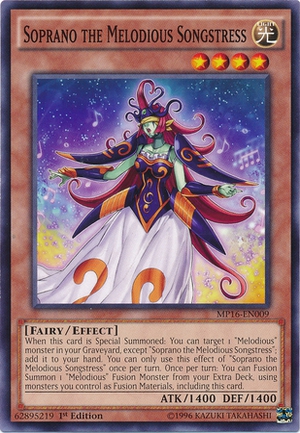 SOPRANO THE MELODIOUS SONGSTRESS
LIGHT
光
MP16-EN009
[FAIRY/EFFECT]
When this card is Special Summoned: You can target 1 "Melodious"
monster in your Graveyard, except "Soprano the Melodious Songstress";
add it to your hand. You can only use this effect of "Soprano the
Melodious Songstress" once per turn. Once per turn: You can Fusion
Summon 1 "Melodious" Fusion Monster from your Extra Deck, using
monsters you control as Fusion Materials, including this card.
ATK/1400 DEF/1400
62895219 1st Edition ©1996 KAZUKI TAKAHASHI